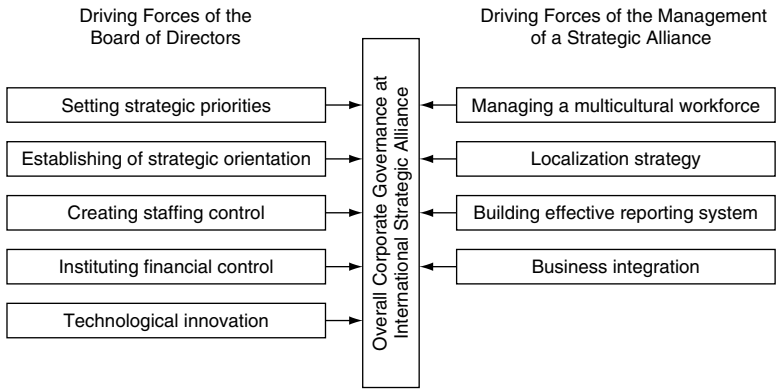 Driving Forces of the
Board of Directors
Setting strategic priorities
Establishing of strategic orientation
Creating staffing control
Instituting financial control
Technological innovation
Overall Corporate Governance at
International Strategic Alliance
Driving Forces of the Management
of a Strategic Alliance
Managing a multicultural workforce
Localization strategy
Building effective reporting system
Business integration